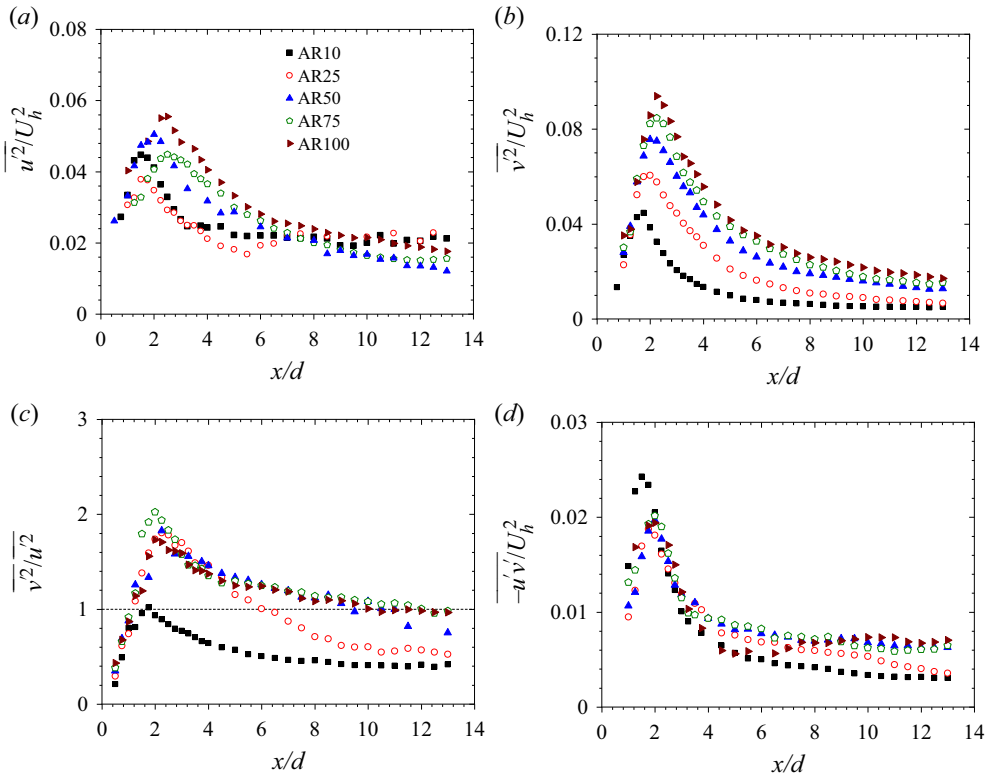 (a)
0.08
0.06
0.04
0.02
0
u′²/U_h²
0 2 4 6 8 10 12 14
x/d
AR10
AR25
AR50
AR75
AR100
(b)
0.12
0.08
0.04
0
v′²/U_h²
0 2 4 6 8 10 12 14
x/d
(c)
3
2
1
0
v′²/u′²
0 2 4 6 8 10 12 14
x/d
(d)
0.03
0.02
0.01
0
−u′v′/U_h²
0 2 4 6 8 10 12 14
x/d